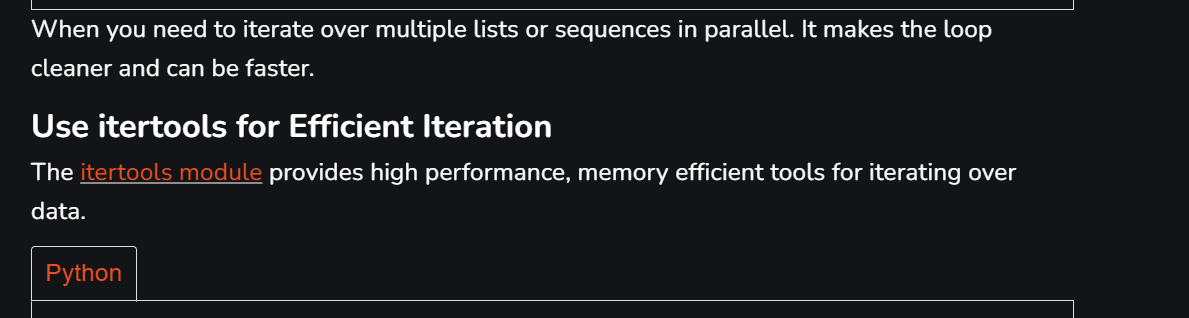 When you need to iterate over multiple lists or sequences in parallel. It makes the loop
cleaner and can be faster.
Use itertools for Efficient Iteration
The itertools module provides high performance, memory efficient tools for iterating over
data.
Python